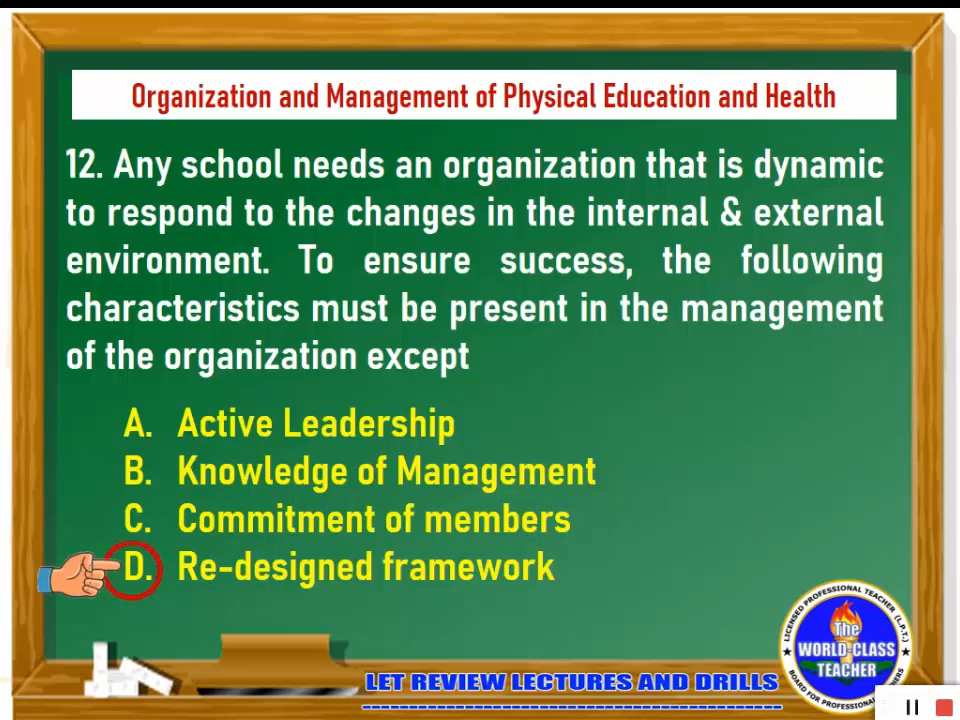 Organization and Management of Physical Education and Health
12. Any school needs an organization that is dynamic
to respond to the changes in the internal & external
environment. To ensure success, the following
characteristics must be present in the management
of the organization except
A. Active Leadership
B. Knowledge of Management
C. Commitment of members
D. Re-designed framework
LET REVIEW LECTURES AND DRILLS
LICENSED PROFESSIONAL TEACHER (L.P.T.)
The
WORLD-CLASS
TEACHER
BOARD FOR PROFESSIONAL